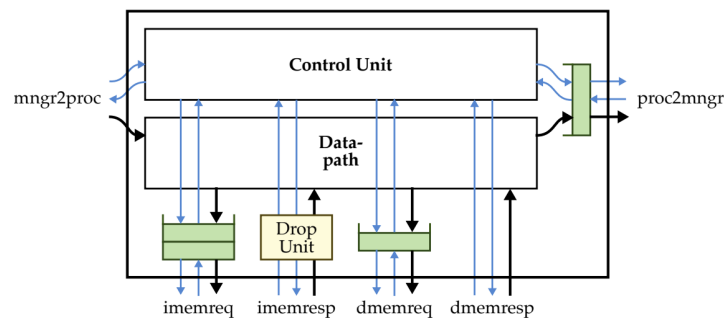 Control Unit
mngr2proc
proc2mngr
Data-
path
Drop
Unit
imemreq
imemresp
dmemreq
dmemresp